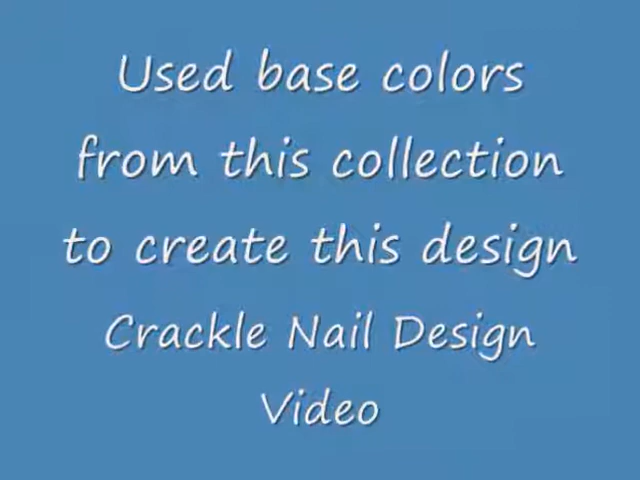 Used base colors
from this collection
to create this design
Crackle Nail Design
Video